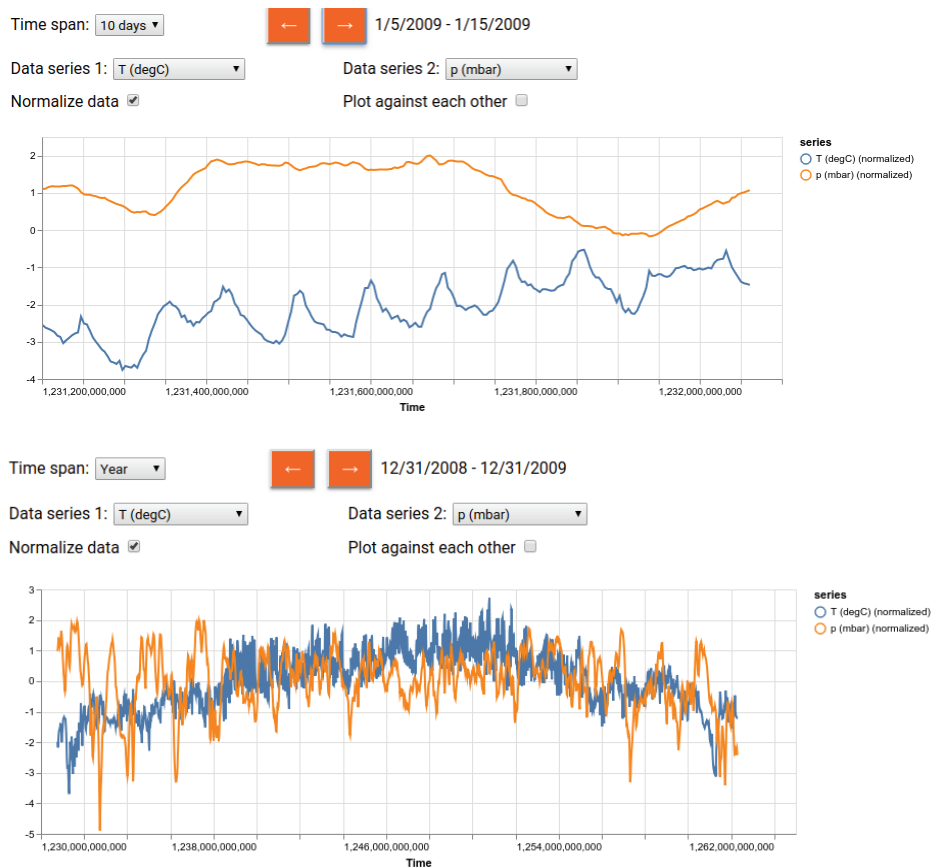 Time span: 10 days ← → 1/5/2009 - 1/15/2009
Data series 1: T (degC) Data series 2: p (mbar)
Normalize data Plot against each other
series
T (degC) (normalized)
p (mbar) (normalized)
2
1
0
-1
-2
-3
-4
1,231,200,000,000 1,231,400,000,000 1,231,600,000,000 1,231,800,000,000 1,232,000,000,000
Time
Time span: Year ← → 12/31/2008 - 12/31/2009
Data series 1: T (degC) Data series 2: p (mbar)
Normalize data Plot against each other
series
T (degC) (normalized)
p (mbar) (normalized)
3
2
1
0
-1
-2
-3
-4
-5
1,230,000,000,000 1,238,000,000,000 1,246,000,000,000 1,254,000,000,000 1,262,000,000,000
Time